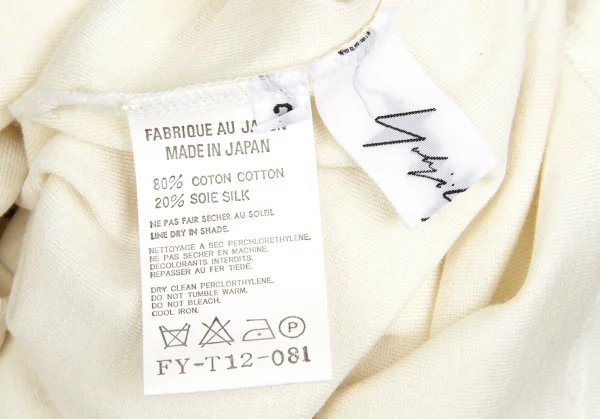 FABRIQUE AU JAPON
MADE IN JAPAN
80% COTON COTTON
20% SOIE SILK
NE PAS FAIR SÉCHER AU SOLEIL
LINE DRY IN SHADE.
NETTOYAGE A SEC PERCHLORETHYLENE.
NE PAS SECHER EN MACHINE.
DECOLORANTS INTERDITS.
REPASSER AU FER TIEDE.
DRY CLEAN PERCLORTHYLENE.
DO NOT TUMBLE WARM.
DO NOT BLEACH.
COOL IRON.
P
FY-T12-081